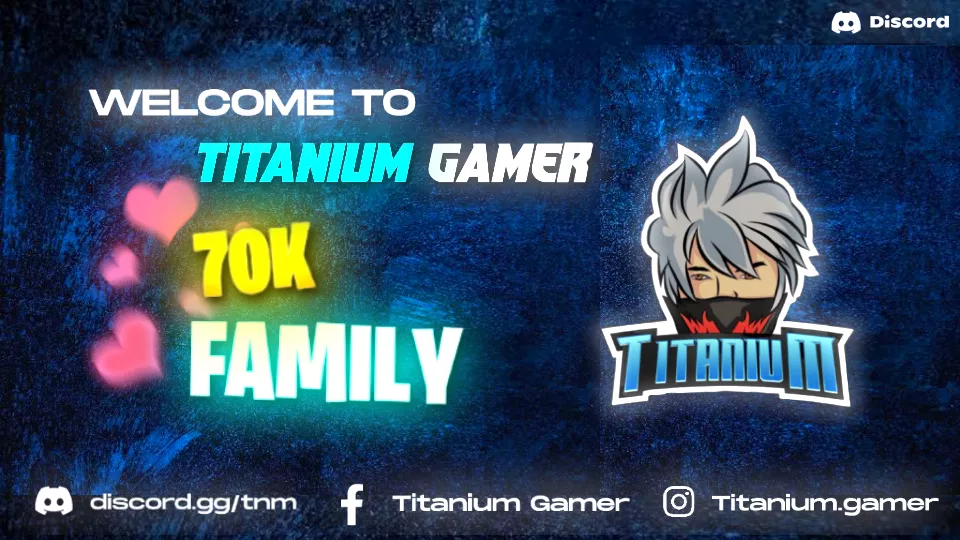 Discord
WELCOME TO
TITANIUM GAMER
70K
FAMILY
TITANIUM
discord.gg/tnm
Titanium Gamer
Titanium.gamer